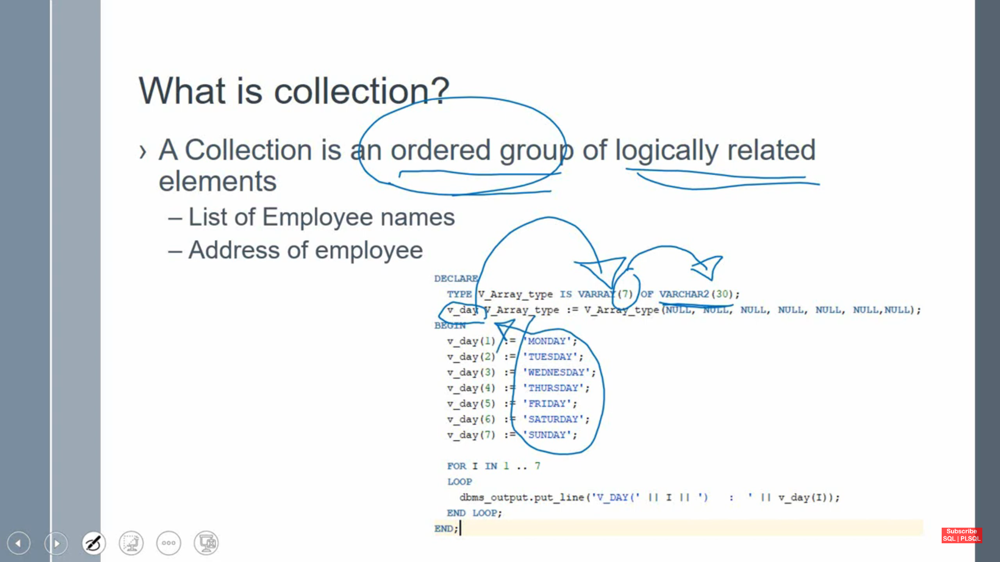 What is collection?
› A Collection is an ordered group of logically related
elements
– List of Employee names
– Address of employee
DECLARE
TYPE V_Array_type IS VARRAY(7) OF VARCHAR2(30);
v_day V_Array_type := V_Array_type(NULL, NULL, NULL, NULL, NULL, NULL,NULL);
BEGIN
v_day(1) := 'MONDAY';
v_day(2) := 'TUESDAY';
v_day(3) := 'WEDNESDAY';
v_day(4) := 'THURSDAY';
v_day(5) := 'FRIDAY';
v_day(6) := 'SATURDAY';
v_day(7) := 'SUNDAY';
FOR I IN 1 .. 7
LOOP
dbms_output.put_line('V_DAY(' || I || ')   :  ' || v_day(I));
END LOOP;
END;
Subscribe
SQL | PLSQL